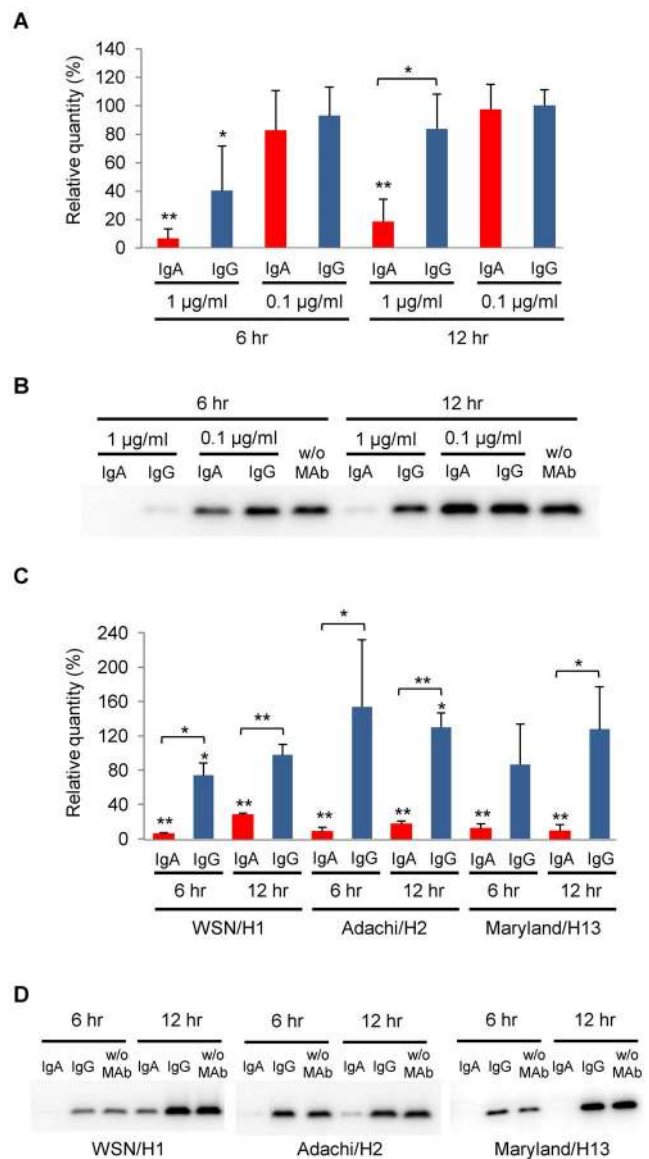 A
Relative quantity (%)
140
120
100
80
60
40
20
0
*
**
*
**
IgA IgG IgA IgG IgA IgG IgA IgG
1 µg/ml 0.1 µg/ml 1 µg/ml 0.1 µg/ml
6 hr 12 hr
B
6 hr 12 hr
1 µg/ml 0.1 µg/ml w/o MAb 1 µg/ml 0.1 µg/ml w/o MAb
IgA IgG IgA IgG IgA IgG IgA IgG
C
Relative quantity (%)
240
200
160
120
80
40
0
*
** * *
* ** *
** ** ** ** ** **
IgA IgG IgA IgG IgA IgG IgA IgG IgA IgG IgA IgG
6 hr 12 hr 6 hr 12 hr 6 hr 12 hr
WSN/H1 Adachi/H2 Maryland/H13
D
6 hr 12 hr 6 hr 12 hr 6 hr 12 hr
IgA IgG w/o MAb IgA IgG w/o MAb IgA IgG w/o MAb IgA IgG w/o MAb IgA IgG w/o MAb IgA IgG w/o MAb
WSN/H1 Adachi/H2 Maryland/H13